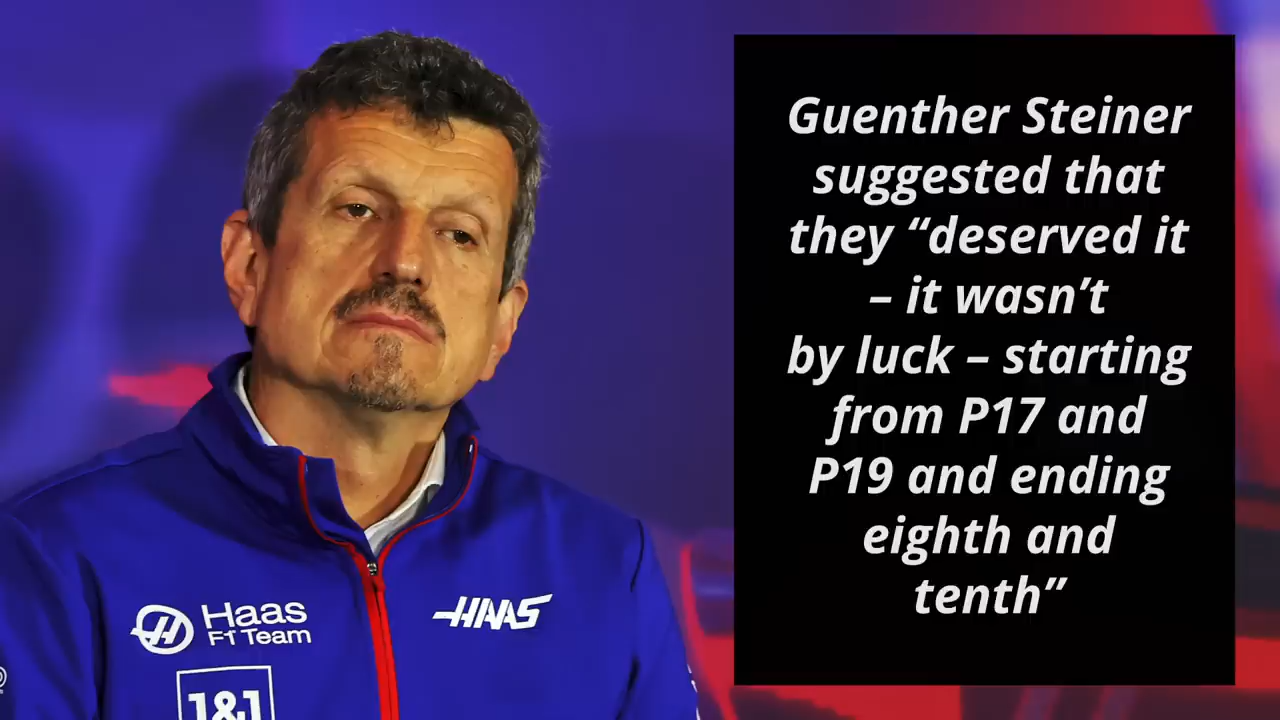 Guenther Steiner
suggested that
they “deserved it
– it wasn’t
by luck – starting
from P17 and
P19 and ending
eighth and
tenth”
Haas
F1 Team
HAAS
1&1